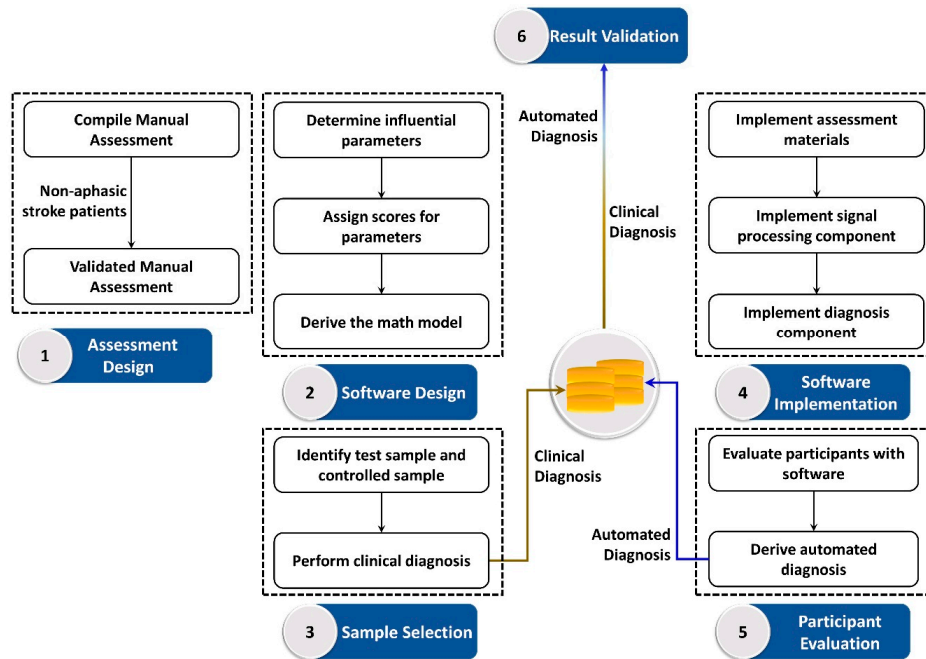 6
Result Validation
Compile Manual
Assessment
Non-aphasic
stroke patients
Validated Manual
Assessment
1
Assessment
Design
Determine influential
parameters
Assign scores for
parameters
Derive the math model
2
Software Design
Automated
Diagnosis
Clinical
Diagnosis
Implement assessment
materials
Implement signal
processing component
Implement diagnosis
component
4
Software
Implementation
Identify test sample and
controlled sample
Perform clinical diagnosis
3
Sample Selection
Clinical
Diagnosis
Automated
Diagnosis
Evaluate participants with
software
Derive automated
diagnosis
5
Participant
Evaluation